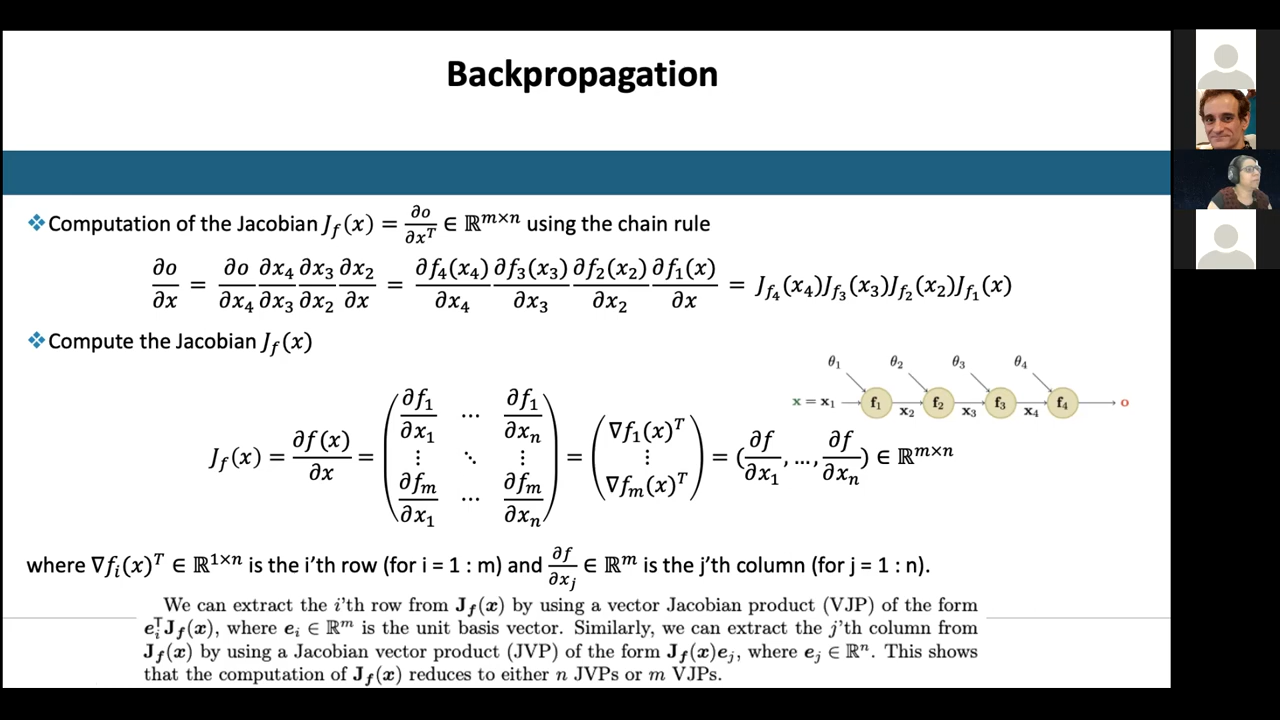 Backpropagation
❖Computation of the Jacobian J_f(x) = ∂o/∂x^T ∈ ℝ^{m×n} using the chain rule
∂o/∂x = ∂o/∂x_4 ∂x_4/∂x_3 ∂x_3/∂x_2 ∂x_2/∂x = ∂f_4(x_4)/∂x_4 ∂f_3(x_3)/∂x_3 ∂f_2(x_2)/∂x_2 ∂f_1(x)/∂x = J_{f_4}(x_4)J_{f_3}(x_3)J_{f_2}(x_2)J_{f_1}(x)
❖Compute the Jacobian J_f(x)
θ_1 θ_2 θ_3 θ_4
x = x_1 f_1 x_2 f_2 x_3 f_3 x_4 f_4 o
J_f(x) = ∂f(x)/∂x = (∂f_1/∂x_1 ⋯ ∂f_1/∂x_n ⋮ ⋱ ⋮ ∂f_m/∂x_1 ⋯ ∂f_m/∂x_n) = (∇f_1(x)^T ⋮ ∇f_m(x)^T) = (∂f/∂x_1, …, ∂f/∂x_n) ∈ ℝ^{m×n}
where ∇f_i(x)^T ∈ ℝ^{1×n} is the i'th row (for i = 1 : m) and ∂f/∂x_j ∈ ℝ^m is the j'th column (for j = 1 : n).
We can extract the i'th row from J_f(x) by using a vector Jacobian product (VJP) of the form
e_i^T J_f(x), where e_i ∈ ℝ^m is the unit basis vector. Similarly, we can extract the j'th column from
J_f(x) by using a Jacobian vector product (JVP) of the form J_f(x)e_j, where e_j ∈ ℝ^n. This shows
that the computation of J_f(x) reduces to either n JVPs or m VJPs.